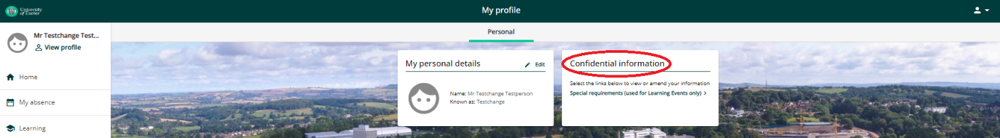 University
of Exeter
My profile
Mr Testchange Test...
View profile
Home
My absence
Learning
Personal
My personal details
Edit
Name: Mr Testchange Testperson
Known as: Testchange
Confidential information
Select the links below to view or amend your information
Special requirements (used for Learning Events only) >